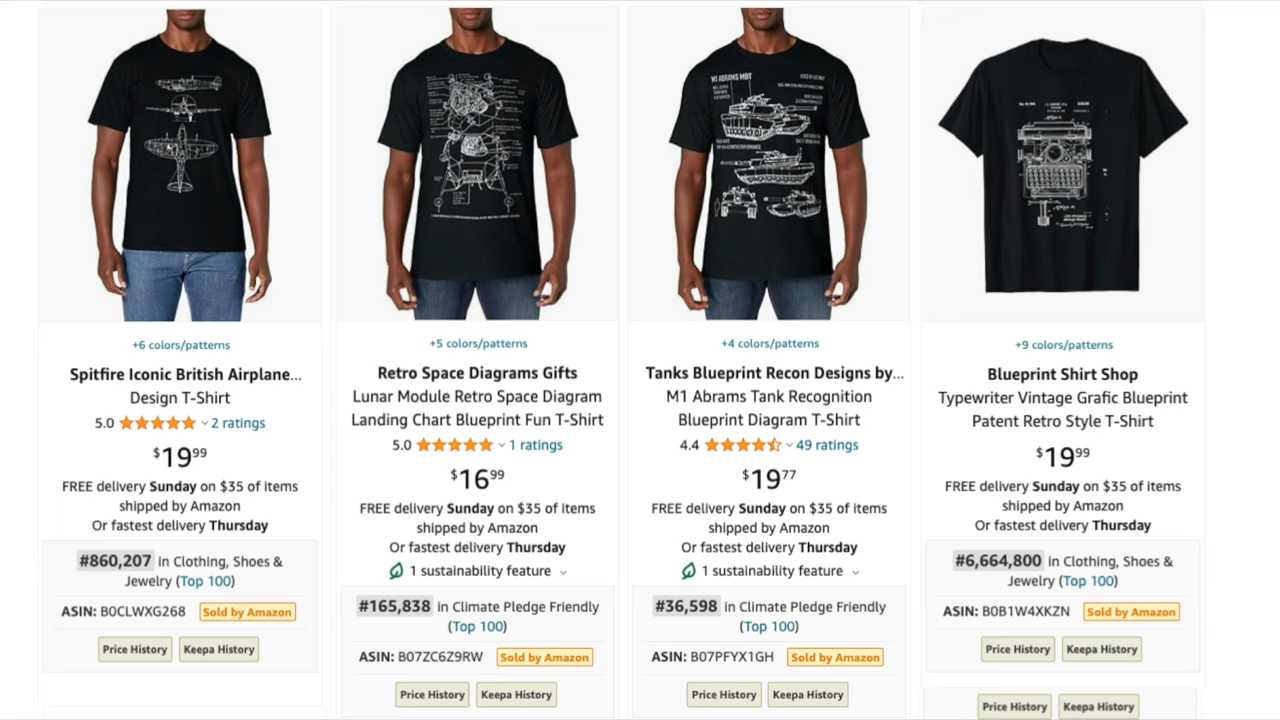 M1 ABRAMS MBT
+6 colors/patterns
Spitfire Iconic British Airplane...
Design T-Shirt
5.0 2 ratings
$19.99
FREE delivery Sunday on $35 of items
shipped by Amazon
Or fastest delivery Thursday
#860,207 in Clothing, Shoes &
Jewelry (Top 100)
ASIN: B0CLWXG268 Sold by Amazon
Price History Keepa History
+5 colors/patterns
Retro Space Diagrams Gifts
Lunar Module Retro Space Diagram
Landing Chart Blueprint Fun T-Shirt
5.0 1 ratings
$16.99
FREE delivery Sunday on $35 of items
shipped by Amazon
Or fastest delivery Thursday
1 sustainability feature
#165,838 in Climate Pledge Friendly
(Top 100)
ASIN: B07ZC6Z9RW Sold by Amazon
Price History Keepa History
+4 colors/patterns
Tanks Blueprint Recon Designs by...
M1 Abrams Tank Recognition
Blueprint Diagram T-Shirt
4.4 49 ratings
$19.77
FREE delivery Sunday on $35 of items
shipped by Amazon
Or fastest delivery Thursday
1 sustainability feature
#36,598 in Climate Pledge Friendly
(Top 100)
ASIN: B07PFYX1GH Sold by Amazon
Price History Keepa History
+9 colors/patterns
Blueprint Shirt Shop
Typewriter Vintage Grafic Blueprint
Patent Retro Style T-Shirt
$19.99
FREE delivery Sunday on $35 of items
shipped by Amazon
Or fastest delivery Thursday
#6,664,800 in Clothing, Shoes &
Jewelry (Top 100)
ASIN: B0B1W4XKZN Sold by Amazon
Price History Keepa History
Price History Keepa History